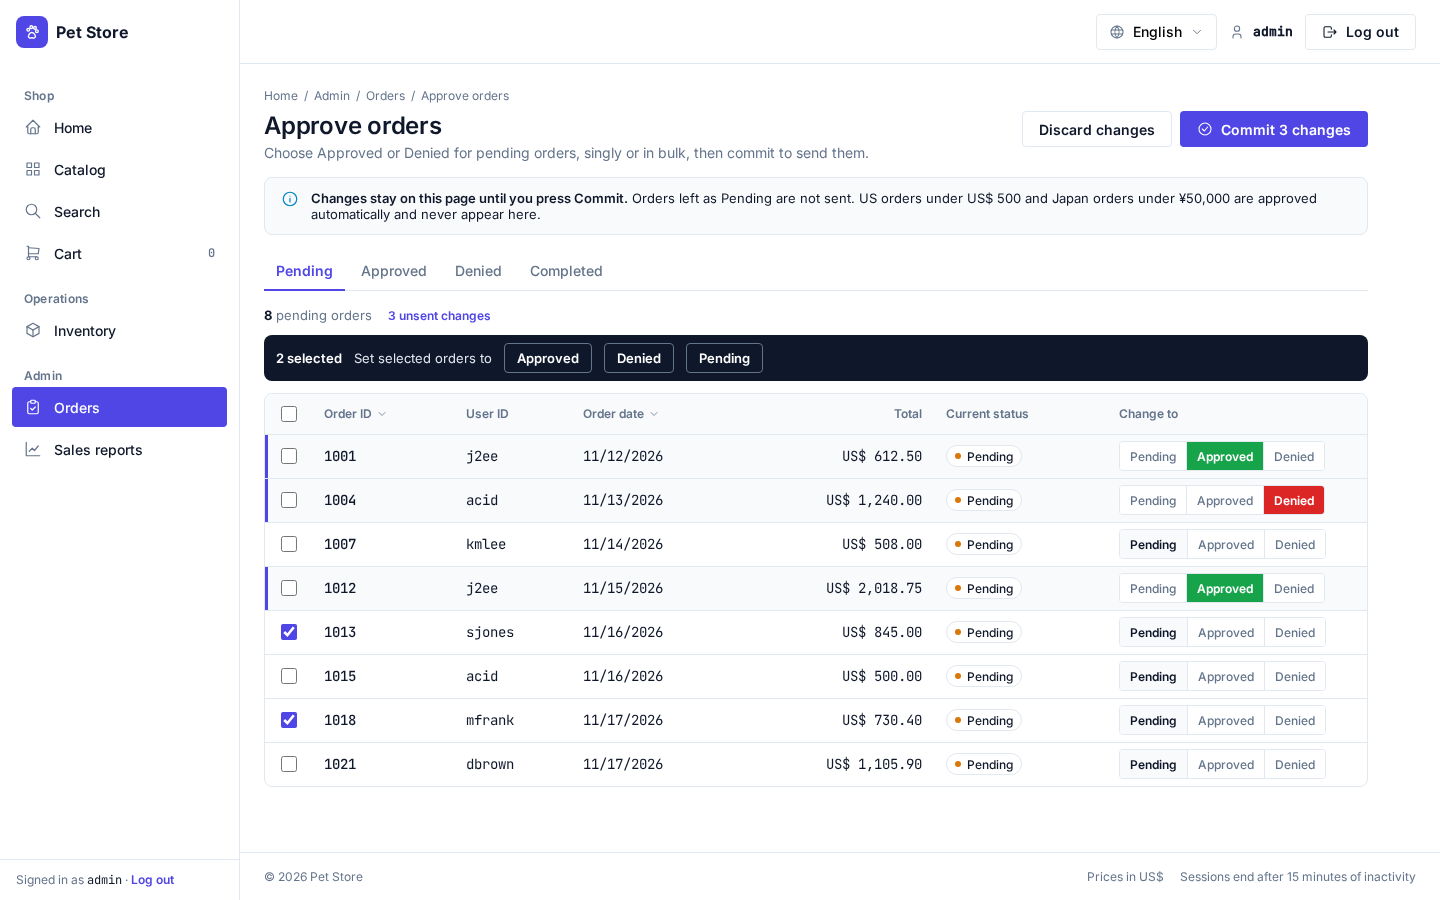 Pet Store
English
admin
Log out
Shop
Home
Catalog
Search
Cart 0
Operations
Inventory
Admin
Orders
Sales reports
Signed in as admin · Log out
Home / Admin / Orders / Approve orders
Approve orders
Choose Approved or Denied for pending orders, singly or in bulk, then commit to send them.
Discard changes
Commit 3 changes
Changes stay on this page until you press Commit. Orders left as Pending are not sent. US orders under US$ 500 and Japan orders under ¥50,000 are approved
automatically and never appear here.
Pending Approved Denied Completed
8 pending orders 3 unsent changes
2 selected Set selected orders to Approved Denied Pending
Order ID User ID Order date Total Current status Change to
1001 j2ee 11/12/2026 US$ 612.50 Pending Pending Approved Denied
1004 acid 11/13/2026 US$ 1,240.00 Pending Pending Approved Denied
1007 kmlee 11/14/2026 US$ 508.00 Pending Pending Approved Denied
1012 j2ee 11/15/2026 US$ 2,018.75 Pending Pending Approved Denied
1013 sjones 11/16/2026 US$ 845.00 Pending Pending Approved Denied
1015 acid 11/16/2026 US$ 500.00 Pending Pending Approved Denied
1018 mfrank 11/17/2026 US$ 730.40 Pending Pending Approved Denied
1021 dbrown 11/17/2026 US$ 1,105.90 Pending Pending Approved Denied
© 2026 Pet Store
Prices in US$ Sessions end after 15 minutes of inactivity